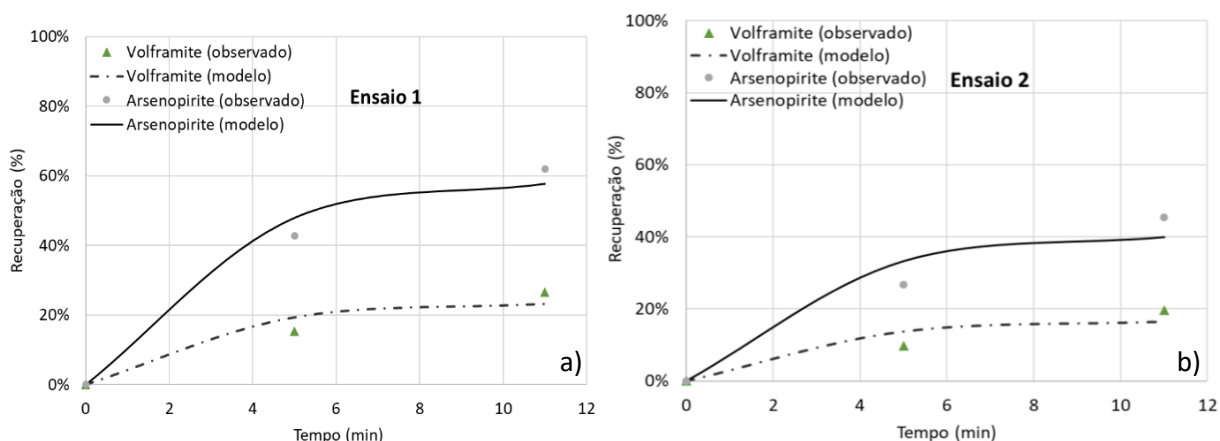 100%
80%
60%
40%
20%
0%
Recuperação (%)
Volframite (observado)
Volframite (modelo)
Arsenopirite (observado)
Arsenopirite (modelo)
Ensaio 1
a)
0 2 4 6 8 10 12
Tempo (min)
100%
80%
60%
40%
20%
0%
Recuperação (%)
Volframite (observado)
Volframite (modelo)
Arsenopirite (observado)
Arsenopirite (modelo)
Ensaio 2
b)
0 2 4 6 8 10 12
Tempo (min)